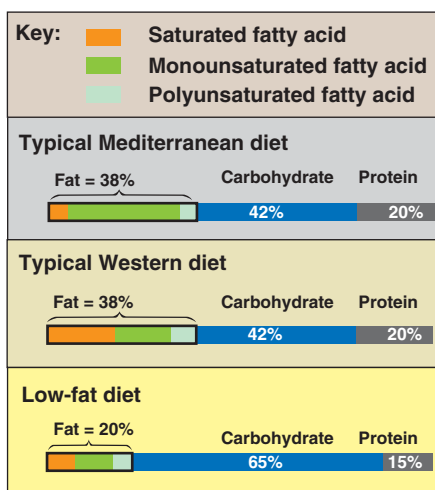 Key: Saturated fatty acid
Monounsaturated fatty acid
Polyunsaturated fatty acid
Typical Mediterranean diet
Fat = 38% Carbohydrate Protein
42% 20%
Typical Western diet
Fat = 38% Carbohydrate Protein
42% 20%
Low-fat diet
Fat = 20% Carbohydrate Protein
65% 15%